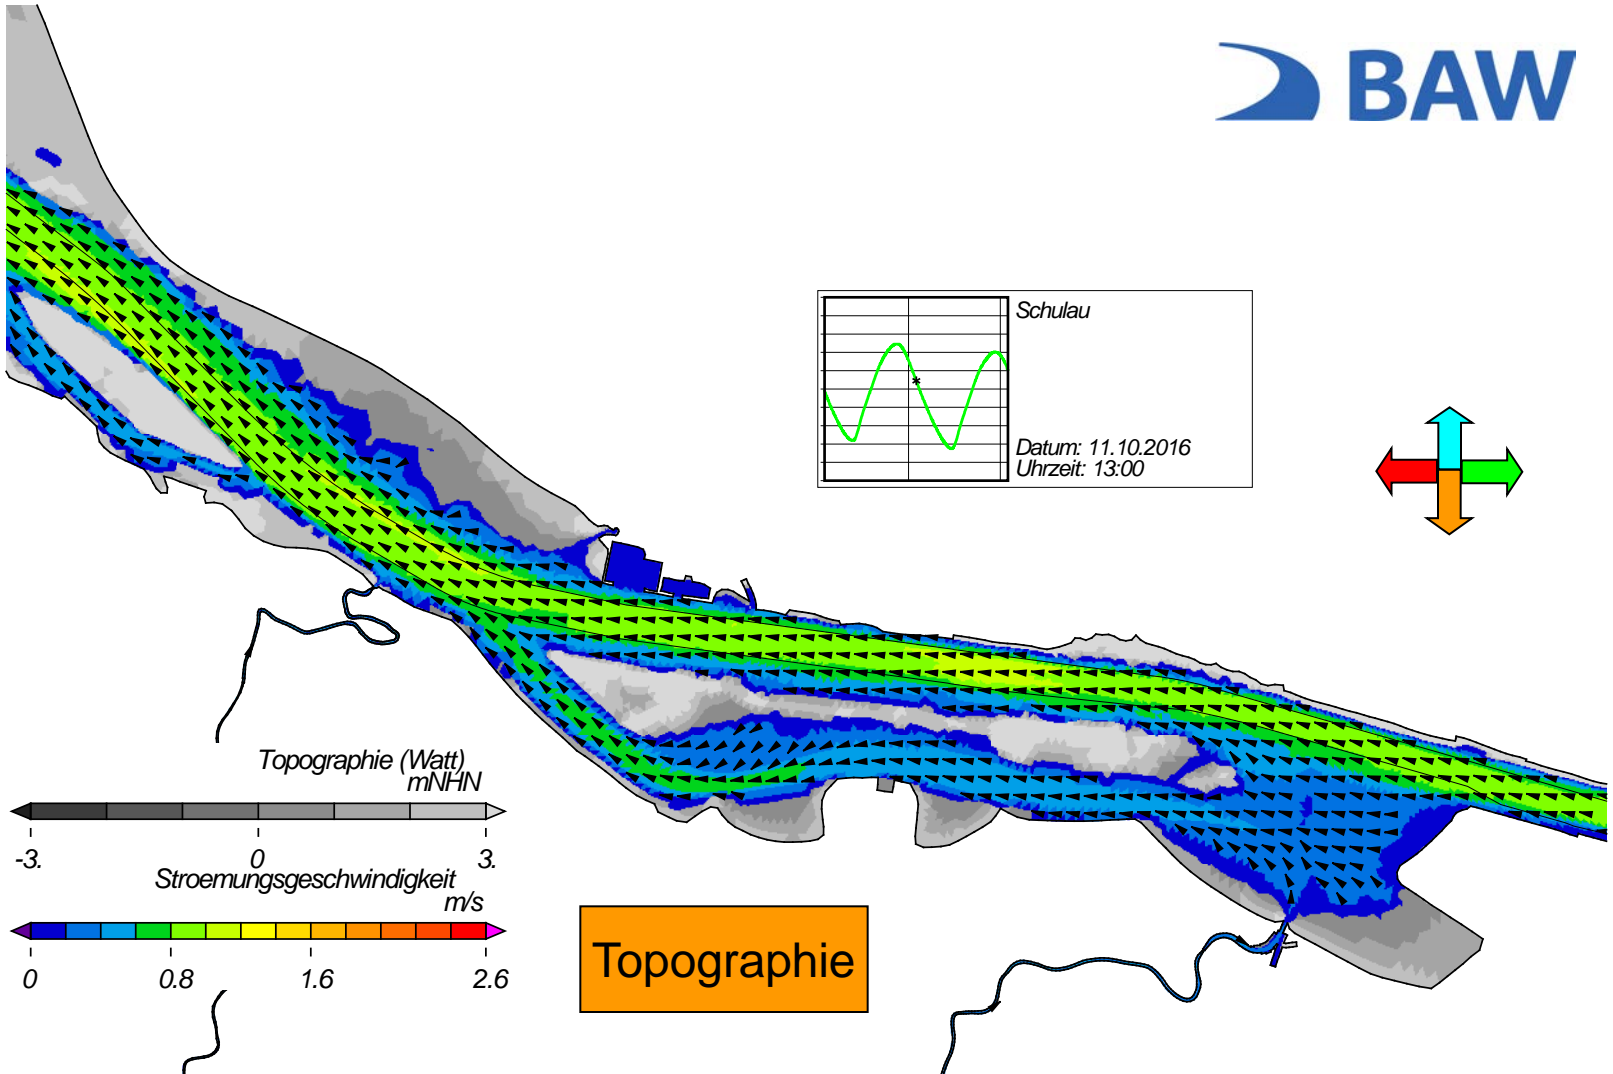 BAW
Schulau
Datum: 11.10.2016
Uhrzeit: 13:00
Topographie (Watt)
mNHN
-3. 0 3.
Stroemungsgeschwindigkeit
m/s
0 0.8 1.6 2.6
Topographie